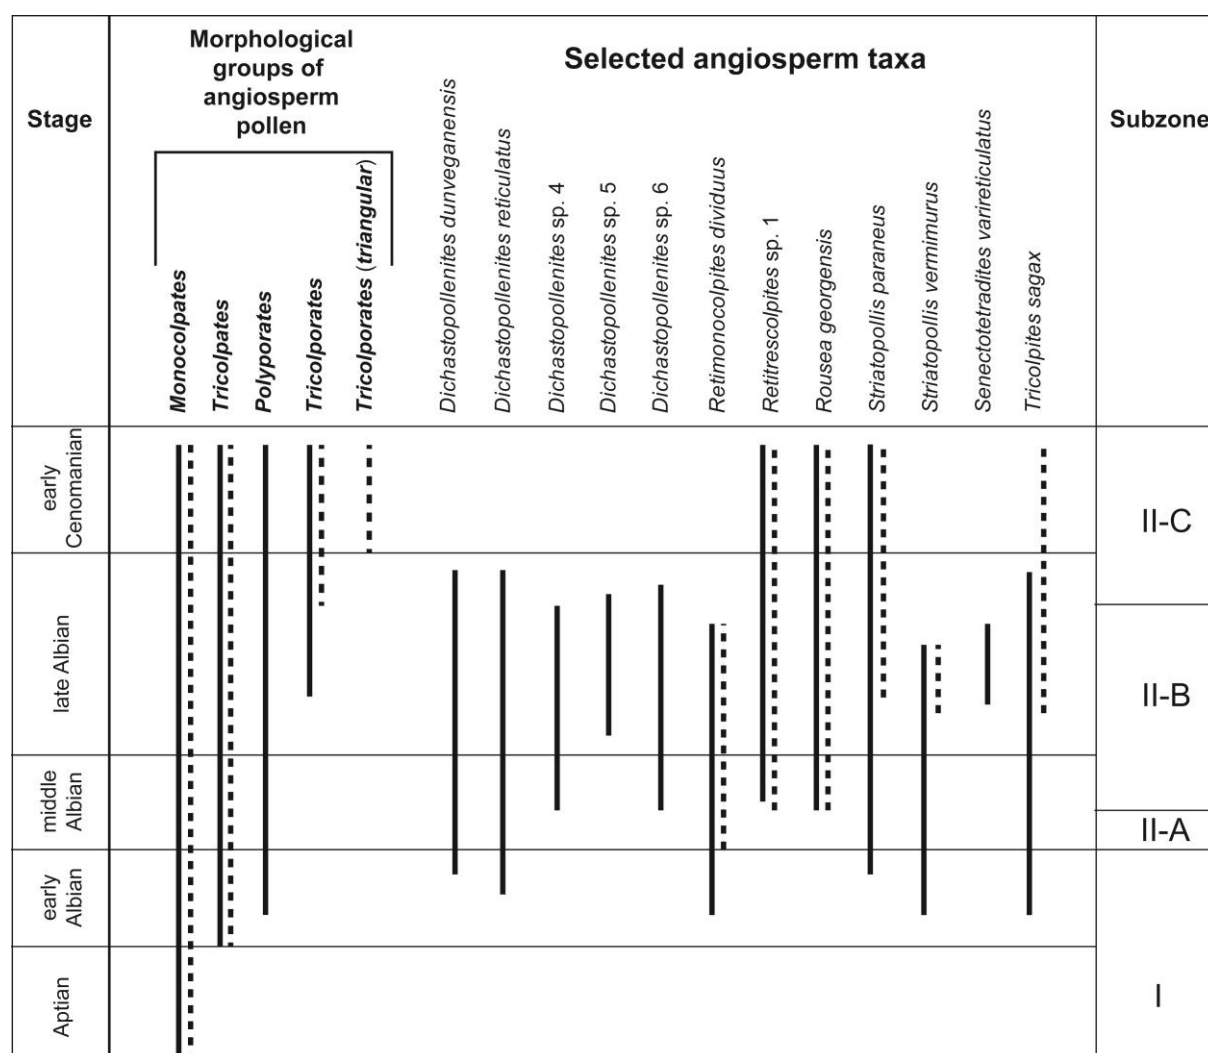 Stage
Morphological
groups of
angiosperm
pollen
Selected angiosperm taxa
Subzone
Monocolpates
Tricolpates
Polyporates
Tricolporates
Tricolporates (triangular)
Dichastopollenites dunveganensis
Dichastopollenites reticulatus
Dichastopollenites sp. 4
Dichastopollenites sp. 5
Dichastopollenites sp. 6
Retimonocolpites dividuus
Retitrescolpites sp. 1
Rousea georgensis
Striatopollis paraneus
Striatopollis vermimurus
Senectotetradites varireticulatus
Tricolpites sagax
early
Cenomanian
late Albian
middle
Albian
early
Albian
Aptian
II-C
II-B
II-A
I